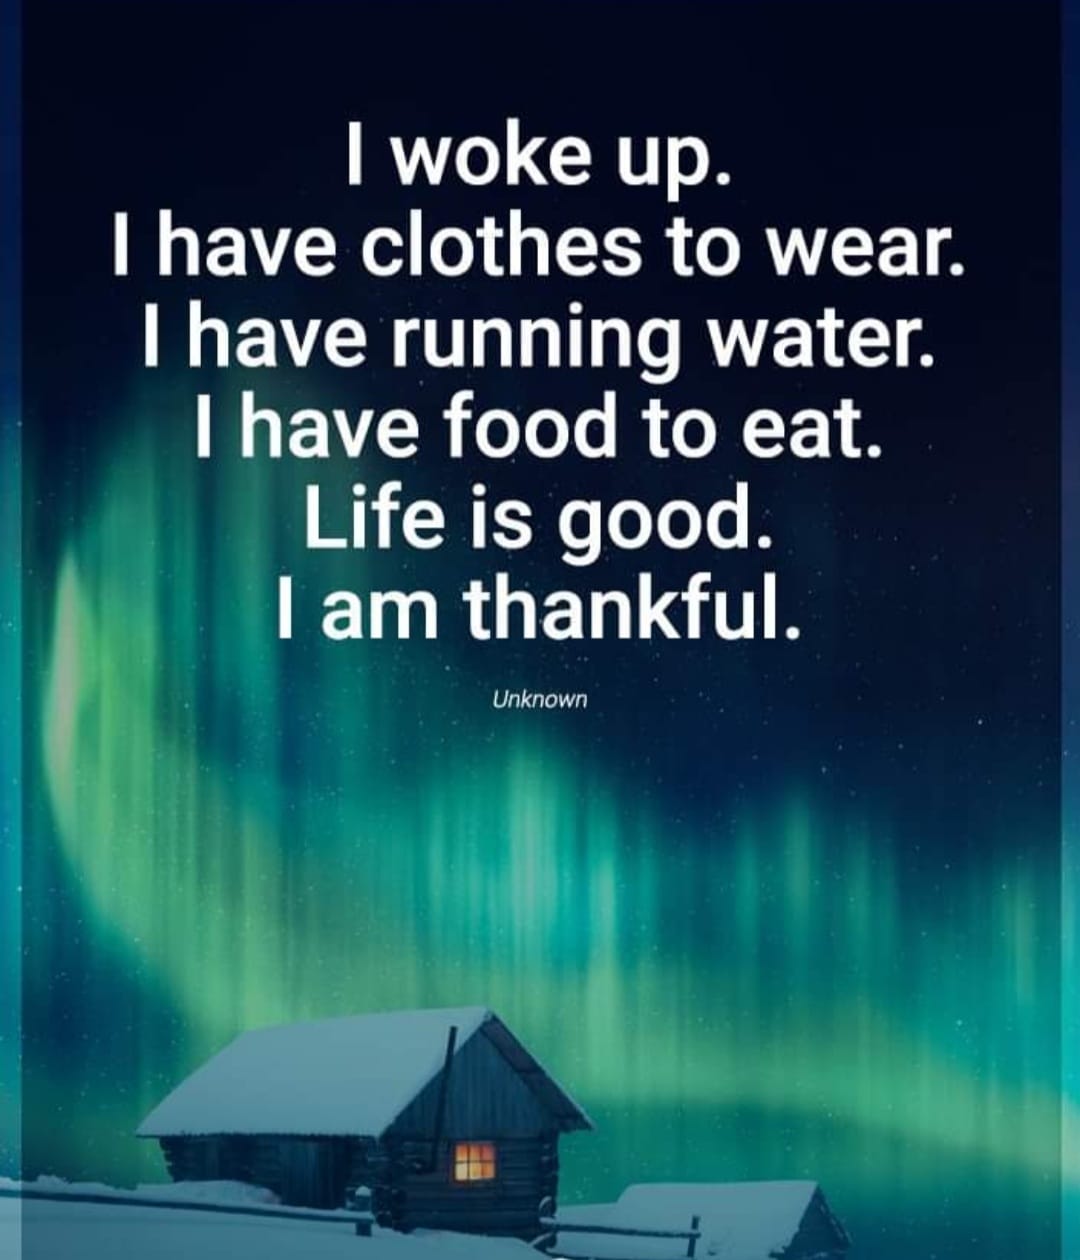 I woke up.
I have clothes to wear.
I have running water.
I have food to eat.
Life is good.
I am thankful.
Unknown